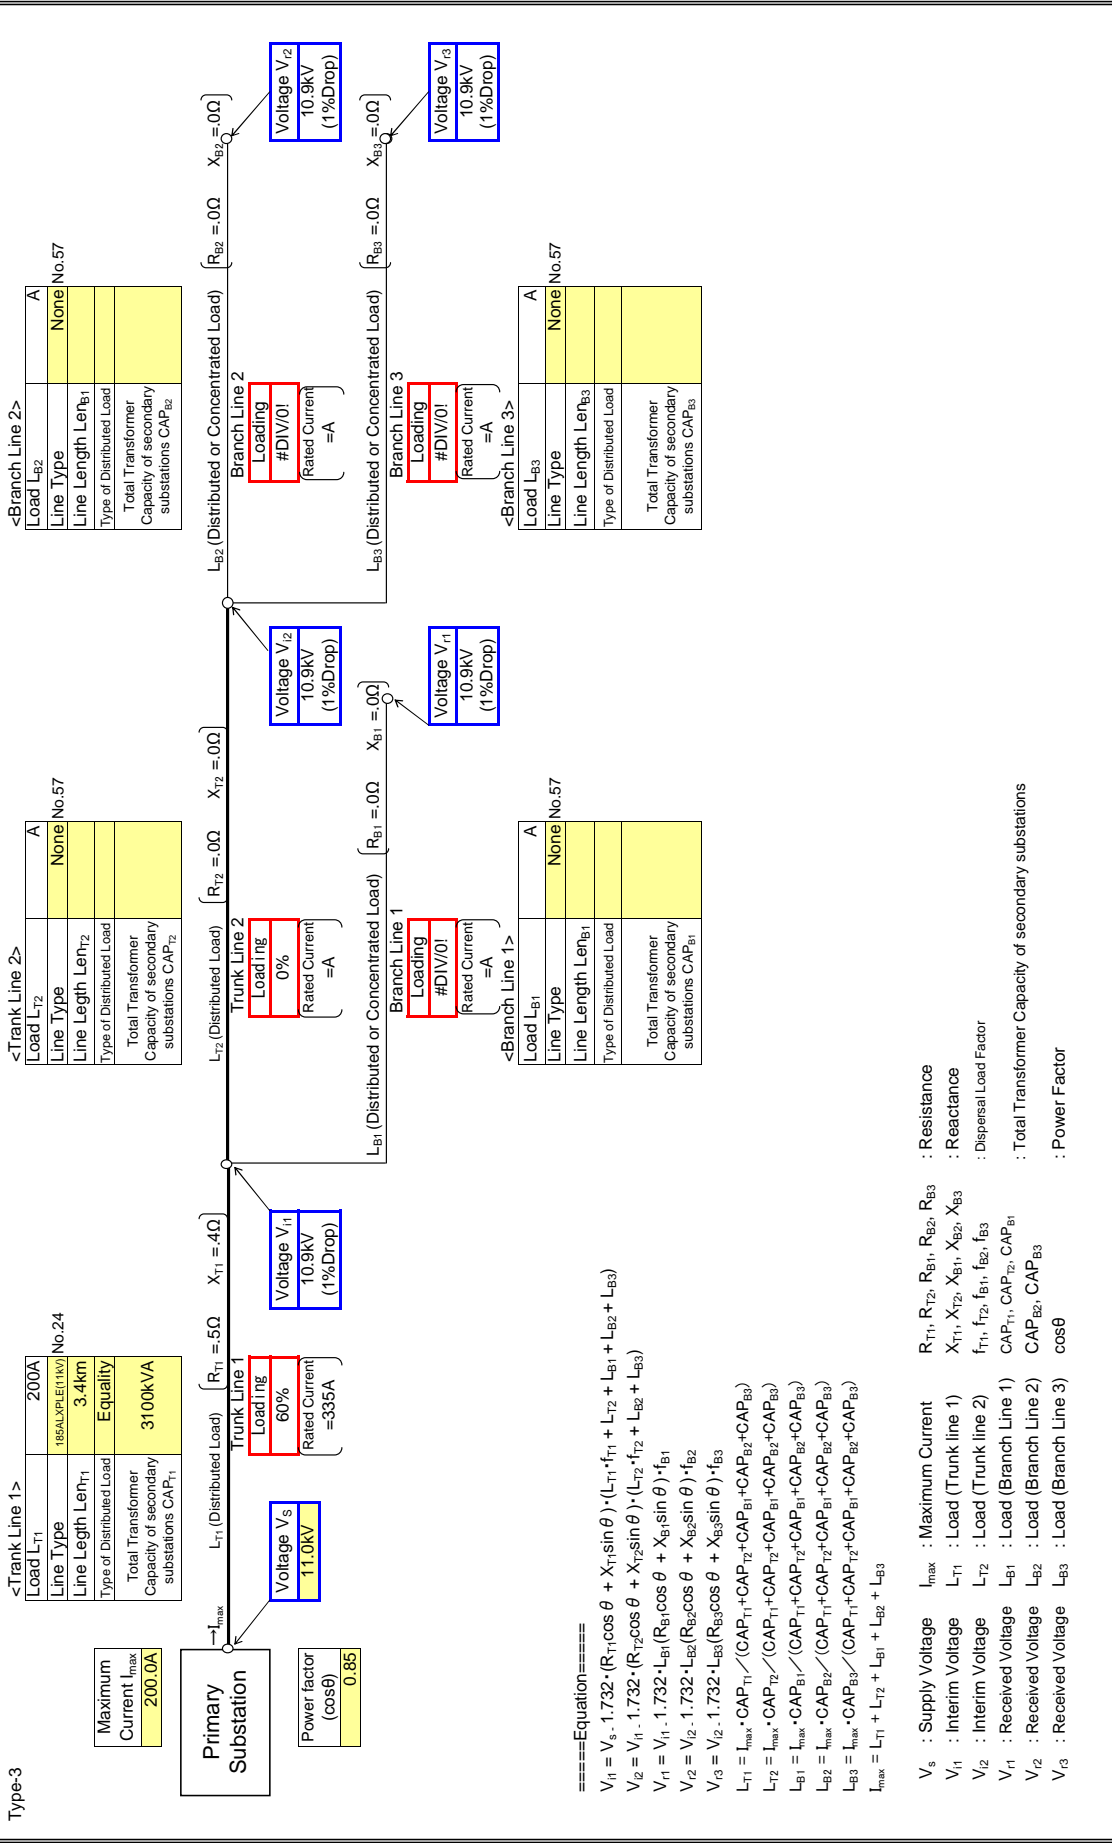 Type-3
Maximum
Current Imax
200.0A
Primary
Substation
Power factor
(cosθ)
0.85
→Imax
Voltage VS
11.0kV
<Trank Line 1>
Load LT1 200A
Line Type 185ALXPLE(11kV) No.24
Line Legth LenT1 3.4km
Type of Distributed Load Equality
Total Transformer
Capacity of secondary
substations CAPT1
3100kVA
LT1 (Distributed Load) RT1 =.5Ω XT1 =.4Ω
Trunk Line 1
Loading
60%
Rated Current
=335A
Voltage Vi1
10.9kV
(1%Drop)
<Trank Line 2>
Load LT2 A
Line Type None No.57
Line Length LenT2
Type of Distributed Load
Total Transformer
Capacity of secondary
substations CAPT2
LT2 (Distributed Load) RT2 =.0Ω XT2 =.0Ω
Trunk Line 2
Loading
0%
Rated Current
=A
Voltage Vi2
10.9kV
(1%Drop)
LB1 (Distributed or Concentrated Load) RB1 =.0Ω XB1 =.0Ω
Branch Line 1
Loading
#DIV/0!
Rated Current
=A
Voltage Vr1
10.9kV
(1%Drop)
<Branch Line 1>
Load LB1 A
Line Type None No.57
Line Length LenB1
Type of Distributed Load
Total Transformer
Capacity of secondary
substations CAPB1
<Branch Line 2>
Load LB2 A
Line Type None No.57
Line Length LenB1
Type of Distributed Load
Total Transformer
Capacity of secondary
substations CAPB2
LB2 (Distributed or Concentrated Load) RB2 =.0Ω XB2 =.0Ω
Branch Line 2
Loading
#DIV/0!
Rated Current
=A
Voltage Vr2
10.9kV
(1%Drop)
LB3 (Distributed or Concentrated Load) RB3 =.0Ω XB3 =.0Ω
Branch Line 3
Loading
#DIV/0!
Rated Current
=A
Voltage Vr3
10.9kV
(1%Drop)
<Branch Line 3>
Load LB3 A
Line Type None No.57
Line Length LenB3
Type of Distributed Load
Total Transformer
Capacity of secondary
substations CAPB3
=====Equation=====
Vi1 = Vs - 1.732･(RT1cos θ + XT1sin θ)･(LT1･fT1 + LT2 + LB1 + LB2 + LB3)
Vi2 = Vi1 - 1.732･(RT2cos θ + XT2sin θ)･(LT2･fT2 + LB2 + LB3)
Vr1 = Vi1 - 1.732･LB1(RB1cos θ + XB1sin θ)･fB1
Vr2 = Vi2 - 1.732･LB2(RB2cos θ + XB2sin θ)･fB2
Vr3 = Vi2 - 1.732･LB3(RB3cos θ + XB3sin θ)･fB3
LT1 = Imax･CAPT1／(CAPT1+CAPT2+CAPB1+CAPB2+CAPB3)
LT2 = Imax･CAPT2／(CAPT1+CAPT2+CAPB1+CAPB2+CAPB3)
LB1 = Imax･CAPB1／(CAPT1+CAPT2+CAPB1+CAPB2+CAPB3)
LB2 = Imax･CAPB2／(CAPT1+CAPT2+CAPB1+CAPB2+CAPB3)
LB3 = Imax･CAPB3／(CAPT1+CAPT2+CAPB1+CAPB2+CAPB3)
Imax = LT1 + LT2 + LB1 + LB2 + LB3
Vs : Supply Voltage Imax : Maximum Current RT1, RT2, RB1, RB2, RB3 : Resistance
Vi1 : Interim Voltage LT1 : Load (Trunk line 1) XT1, XT2, XB1, XB2, XB3 : Reactance
Vi2 : Interim Voltage LT2 : Load (Trunk line 2) fT1, fT2, fB1, fB2, fB3 : Dispersal Load Factor
Vr1 : Received Voltage LB1 : Load (Branch Line 1) CAPT1, CAPT2, CAPB1 : Total Transformer Capacity of secondary substations
Vr2 : Received Voltage LB2 : Load (Branch Line 2) CAPB2, CAPB3
Vr3 : Received Voltage LB3 : Load (Branch Line 3) cosθ : Power Factor